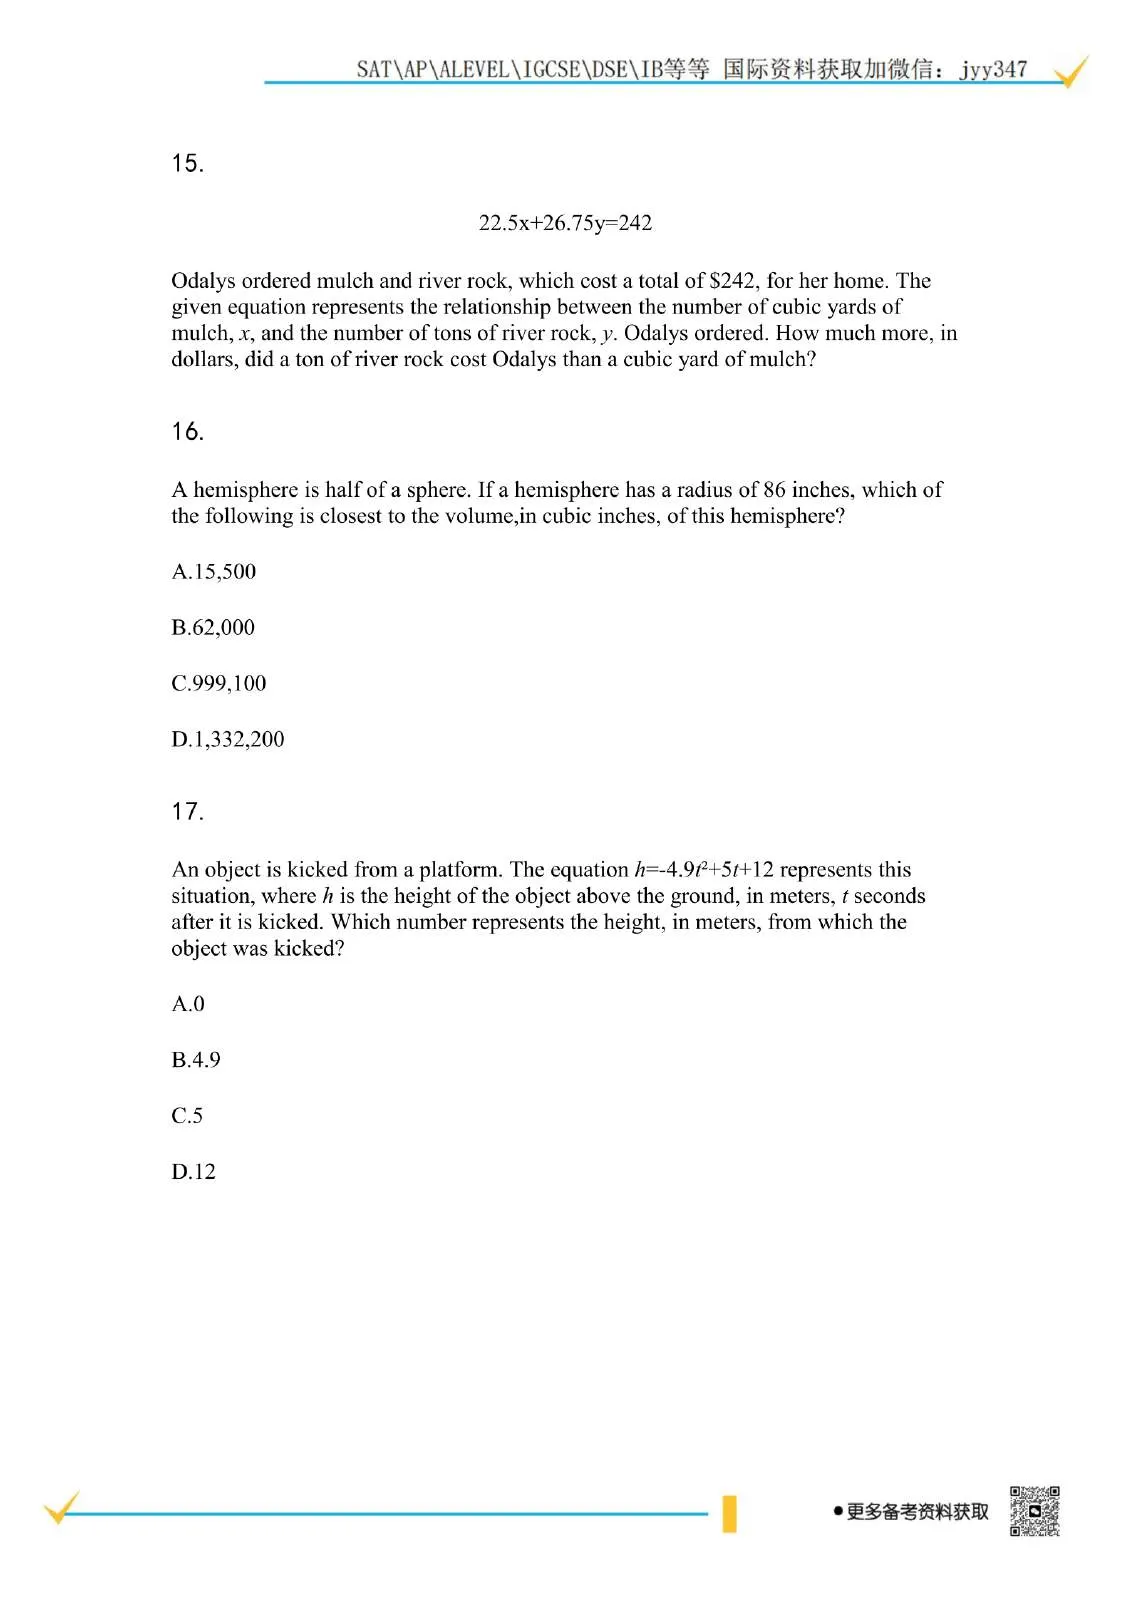 SAT\AP\ALEVEL\IGCSE\DSE\IB等等 国际资料获取加微信：jyy347
15.
22.5x+26.75y=242
Odalys ordered mulch and river rock, which cost a total of $242, for her home. The
given equation represents the relationship between the number of cubic yards of
mulch, x, and the number of tons of river rock, y. Odalys ordered. How much more, in
dollars, did a ton of river rock cost Odalys than a cubic yard of mulch?
16.
A hemisphere is half of a sphere. If a hemisphere has a radius of 86 inches, which of
the following is closest to the volume,in cubic inches, of this hemisphere?
A.15,500
B.62,000
C.999,100
D.1,332,200
17.
An object is kicked from a platform. The equation h=-4.9t²+5t+12 represents this
situation, where h is the height of the object above the ground, in meters, t seconds
after it is kicked. Which number represents the height, in meters, from which the
object was kicked?
A.0
B.4.9
C.5
D.12
●更多备考资料获取